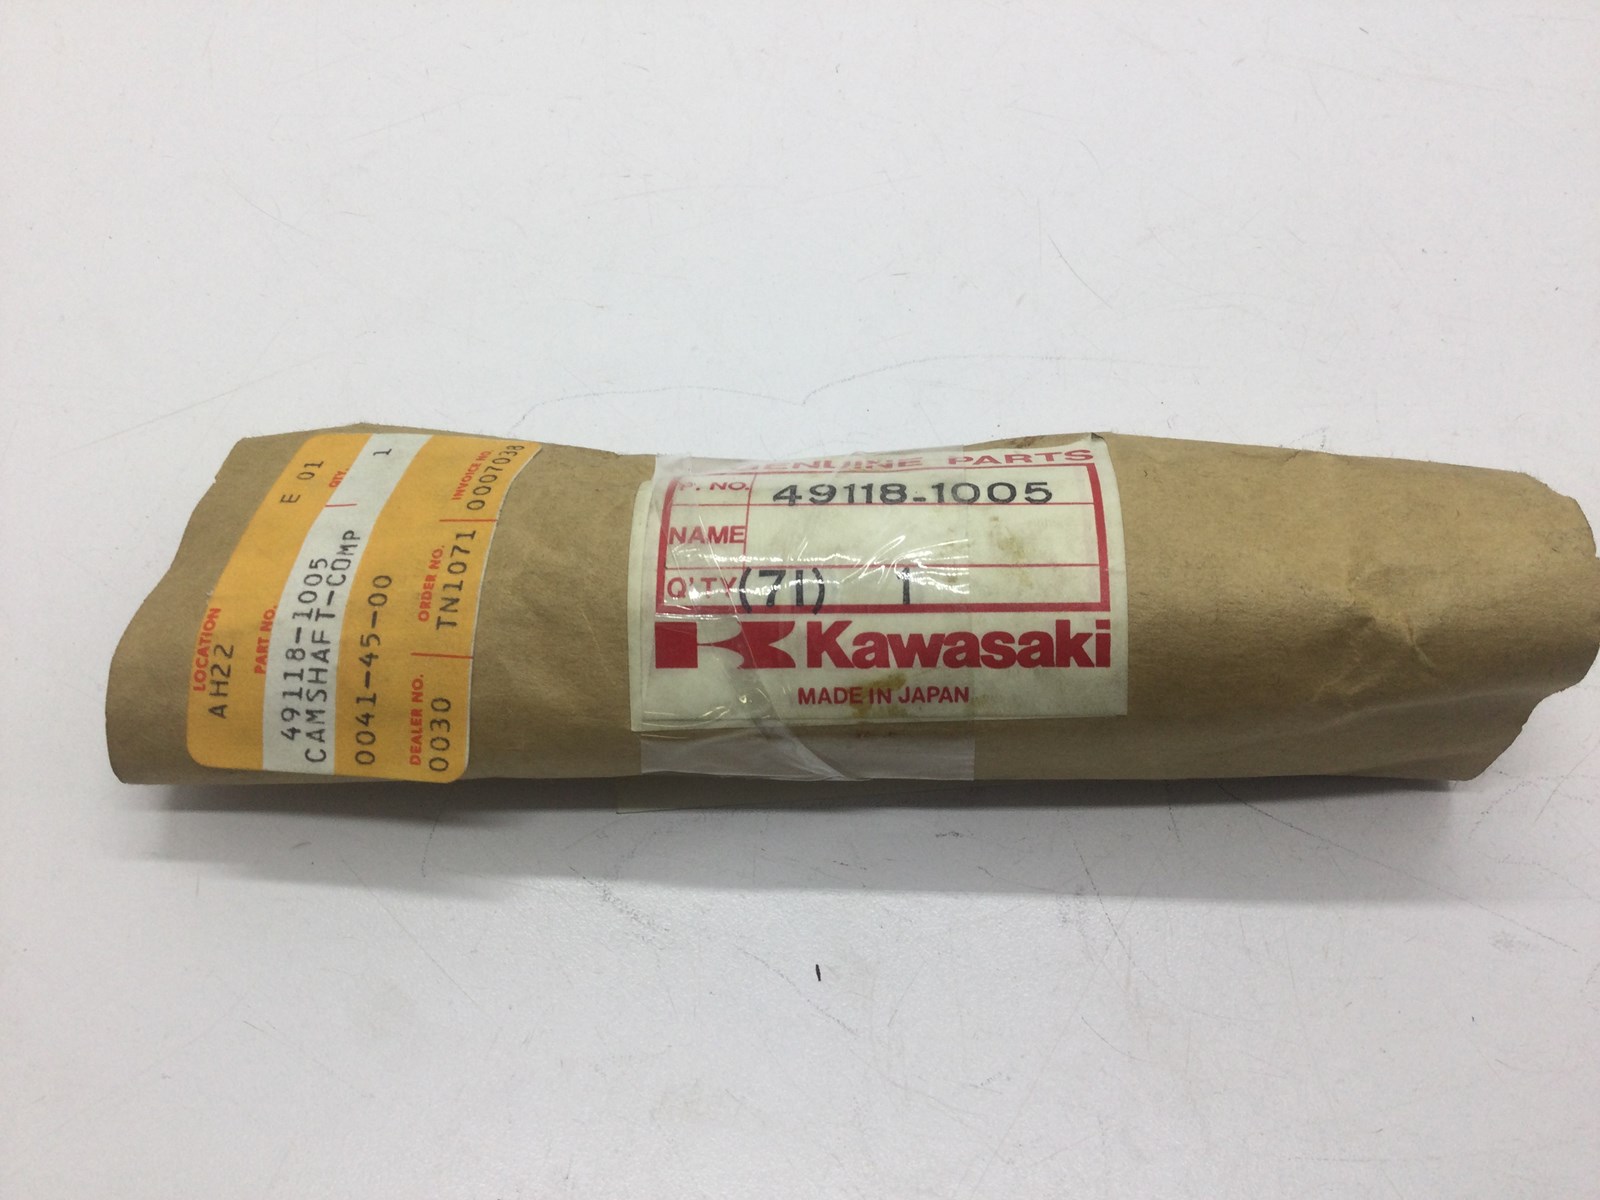 LOCATION
AH22 E 01
PART NO. QTY.
49118-1005 1
CAMSHAFT-COMP
0041-45-00
DEALER NO. ORDER NO. INVOICE NO.
0030 TN1071 0007038
GENUINE PARTS
P. NO. 49118-1005
NAME
Q'TY (71) 1
Kawasaki
MADE IN JAPAN